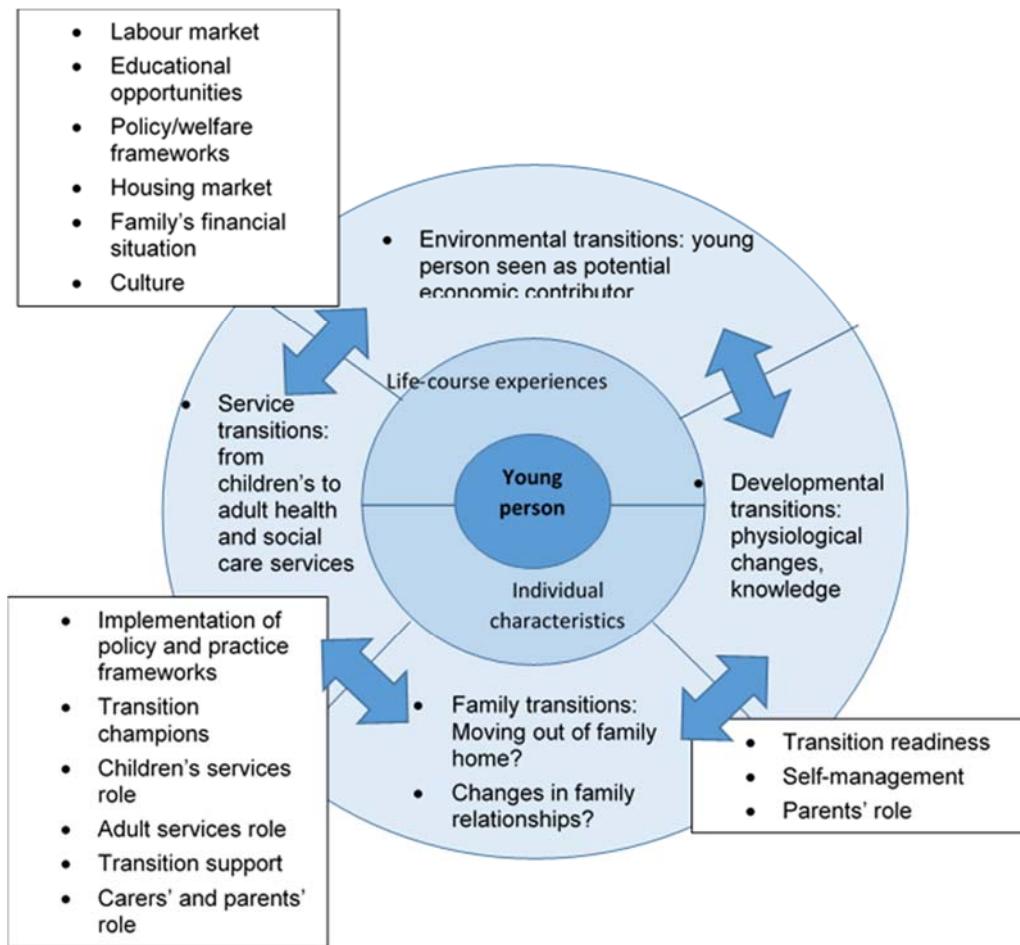 • Labour market
• Educational
opportunities
• Policy/welfare
frameworks
• Housing market
• Family’s financial
situation
• Culture
• Environmental transitions: young
person seen as potential
economic contributor
Life-course experiences
• Service
transitions:
from
children’s to
adult health
and social
care services
Young
person
• Developmental
transitions:
physiological
changes,
knowledge
Individual
characteristics
• Implementation of
policy and practice
frameworks
• Transition
champions
• Children’s services
role
• Adult services role
• Transition support
• Carers’ and parents’
role
• Family transitions:
Moving out of family
home?
• Changes in family
relationships?
• Transition readiness
• Self-management
• Parents’ role